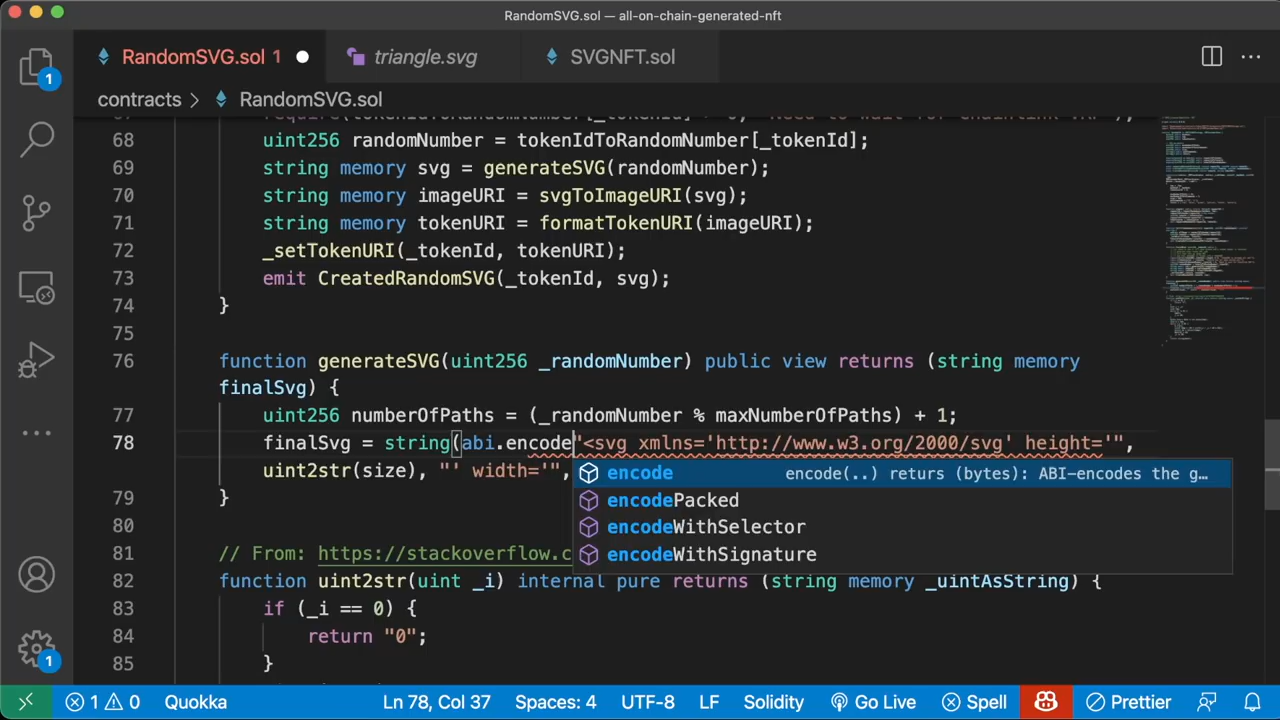 RandomSVG.sol — all-on-chain-generated-nft
RandomSVG.sol 1
triangle.svg
SVGNFT.sol
contracts > RandomSVG.sol
68 uint256 randomNumber = tokenIdToRandomNumber[_tokenId];
69 string memory svg = generateSVG(randomNumber);
70 string memory imageURI = svgToImageURI(svg);
71 string memory tokenURI = formatTokenURI(imageURI);
72 _setTokenURI(_tokenId, tokenURI);
73 emit CreatedRandomSVG(_tokenId, svg);
74 }
75
76 function generateSVG(uint256 _randomNumber) public view returns (string memory
finalSvg) {
77 uint256 numberOfPaths = (_randomNumber % maxNumberOfPaths) + 1;
78 finalSvg = string(abi.encode"<svg xmlns='http://www.w3.org/2000/svg' height='",
uint2str(size), "' width='",
encode encode(..) returs (bytes): ABI-encodes the g…
encodePacked
encodeWithSelector
encodeWithSignature
79 }
80
81 // From: https://stackoverflow.c
82 function uint2str(uint _i) internal pure returns (string memory _uintAsString) {
83 if (_i == 0) {
84 return "0";
85 }
1
1
1 0 Quokka Ln 78, Col 37 Spaces: 4 UTF-8 LF Solidity Go Live Spell Prettier